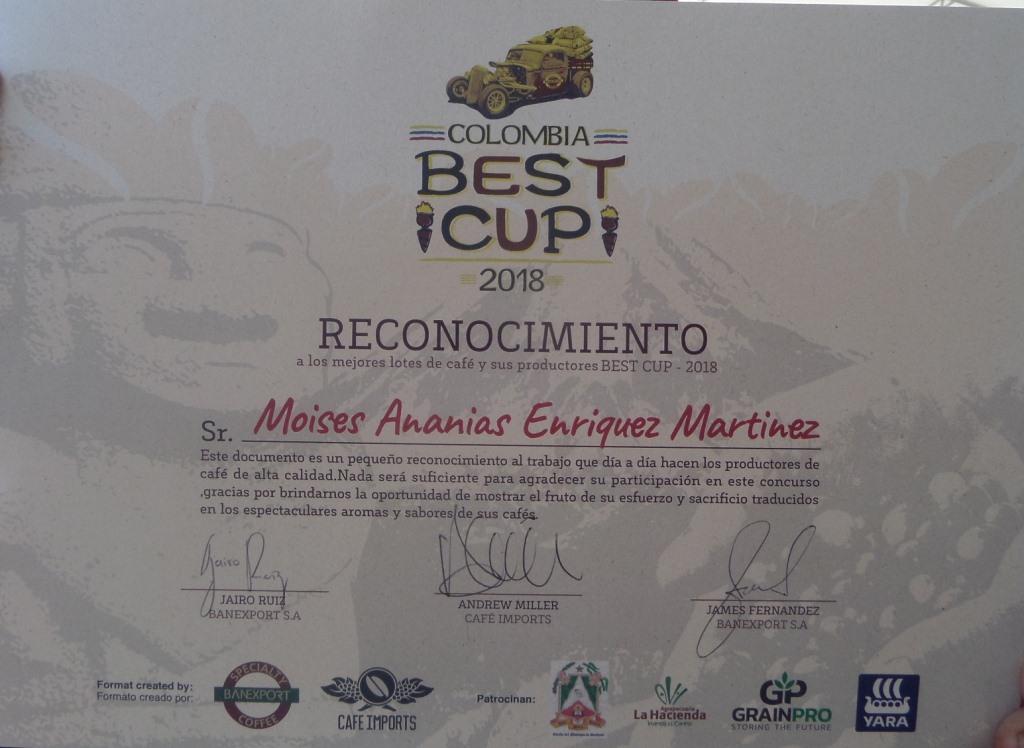 COLOMBIA
BEST
CUP
2018
RECONOCIMIENTO
a los mejores lotes de café y sus productores BEST CUP - 2018
Sr. Moises Ananias Enriquez Martinez
Este documento es un pequeño reconocimiento al trabajo que día a día hacen los productores de
café de alta calidad.Nada será suficiente para agradecer su participación en este concurso
,gracias por brindarnos la oportunidad de mostrar el fruto de su esfuerzo y sacrificio traducidos
en los espectaculares aromas y sabores de sus cafés.
Jairo Ruiz
JAIRO RUIZ
BANEXPORT S.A
ANDREW MILLER
CAFÉ IMPORTS
JAMES FERNANDEZ
BANEXPORT S.A
Format created by:
Formato creado por:
SPECIALTY
BANEXPORT
COFFEE
CAFE IMPORTS
Patrocinan:
Agropecuaria
La Hacienda
GP
GRAINPRO
STORING THE FUTURE
YARA